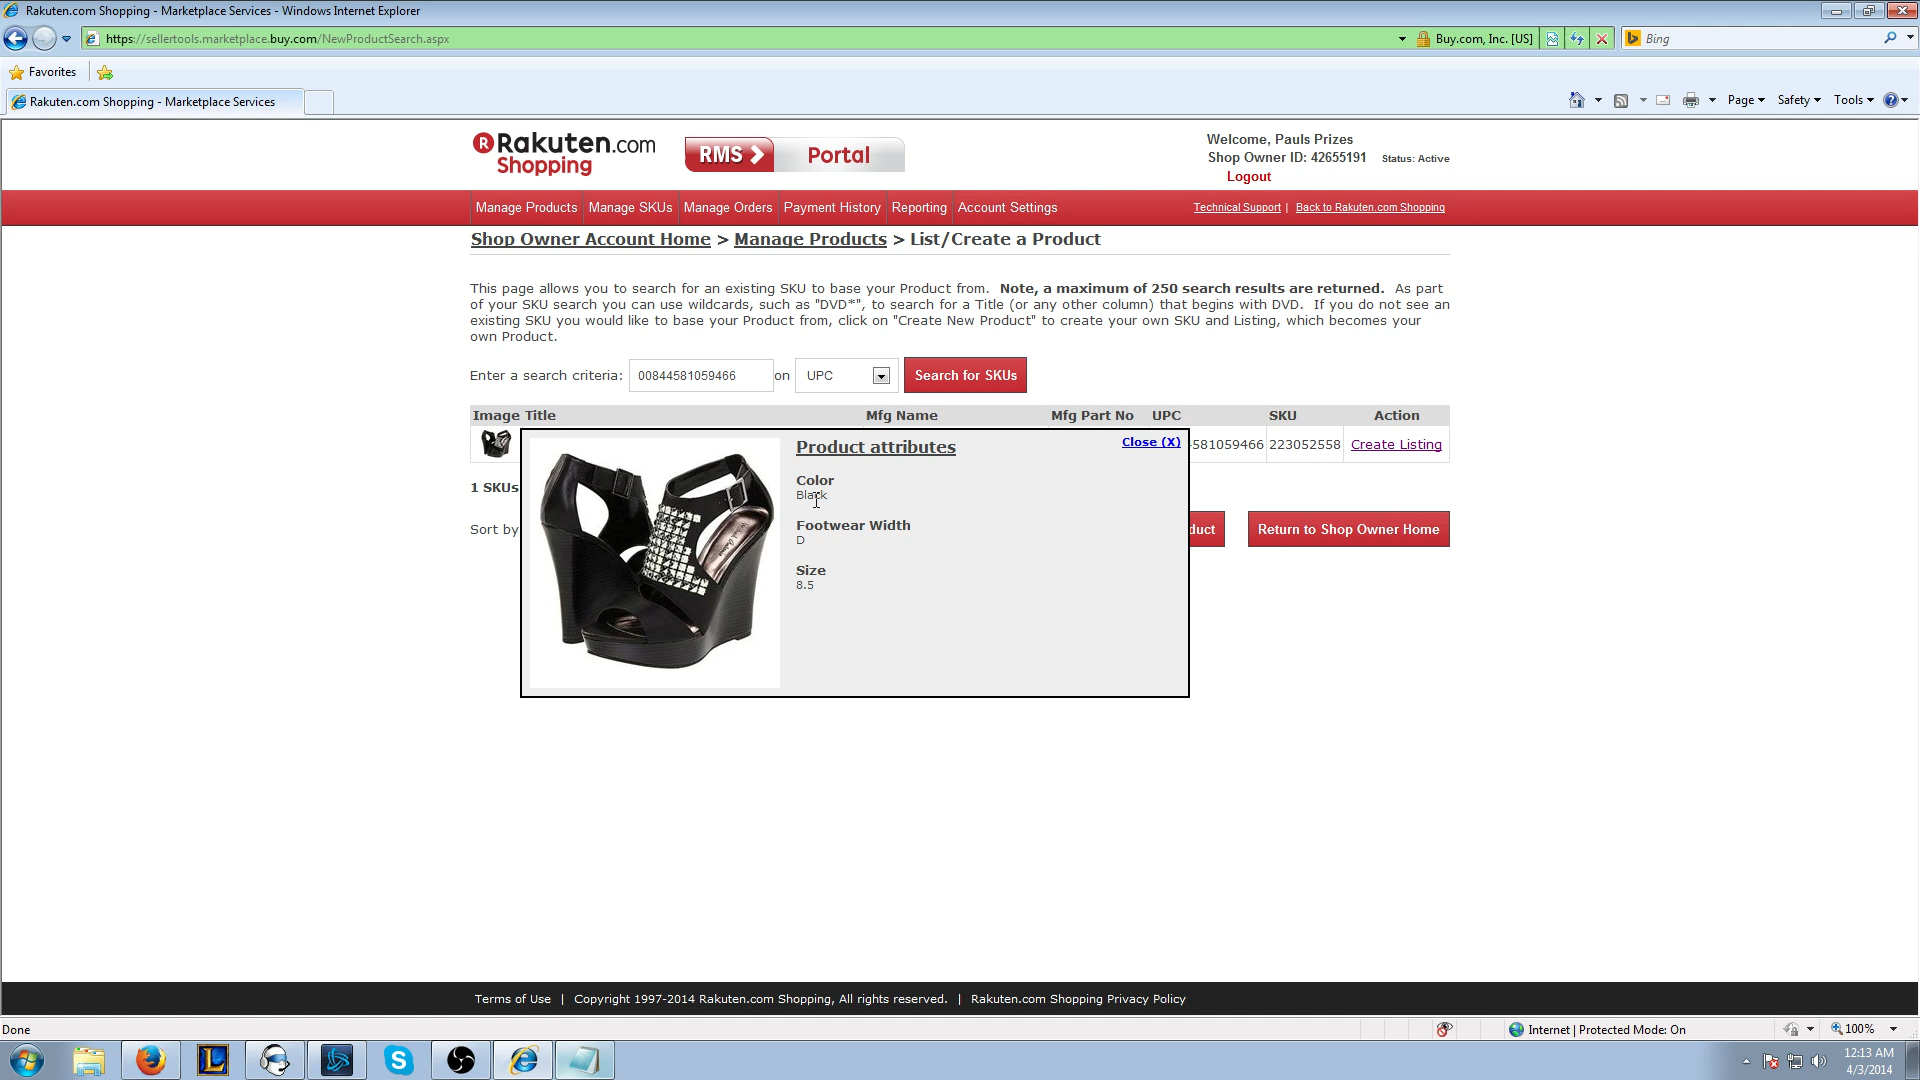 Rakuten.com Shopping - Marketplace Services - Windows Internet Explorer
https://sellertools.marketplace.buy.com/NewProductSearch.aspx
Buy.com, Inc. [US]
Bing
Favorites
Rakuten.com Shopping - Marketplace Services
Page
Safety
Tools
Rakuten.com
Shopping
RMS
Portal
Welcome, Pauls Prizes
Shop Owner ID: 42655191 Status: Active
Logout
Manage Products Manage SKUs Manage Orders Payment History Reporting Account Settings
Technical Support | Back to Rakuten.com Shopping
Shop Owner Account Home > Manage Products > List/Create a Product
This page allows you to search for an existing SKU to base your Product from. Note, a maximum of 250 search results are returned. As part
of your SKU search you can use wildcards, such as "DVD*", to search for a Title (or any other column) that begins with DVD. If you do not see an
existing SKU you would like to base your Product from, click on "Create New Product" to create your own SKU and Listing, which becomes your
own Product.
Enter a search criteria: 00844581059466 on UPC Search for SKUs
Image Title Mfg Name Mfg Part No UPC SKU Action
581059466 223052558 Create Listing
Product attributes
Close (X)
Color
Black
Footwear Width
D
Size
8.5
1 SKUs
Sort by
duct
Return to Shop Owner Home
Terms of Use | Copyright 1997-2014 Rakuten.com Shopping, All rights reserved. | Rakuten.com Shopping Privacy Policy
Done
Internet | Protected Mode: On
100%
12:13 AM
4/3/2014